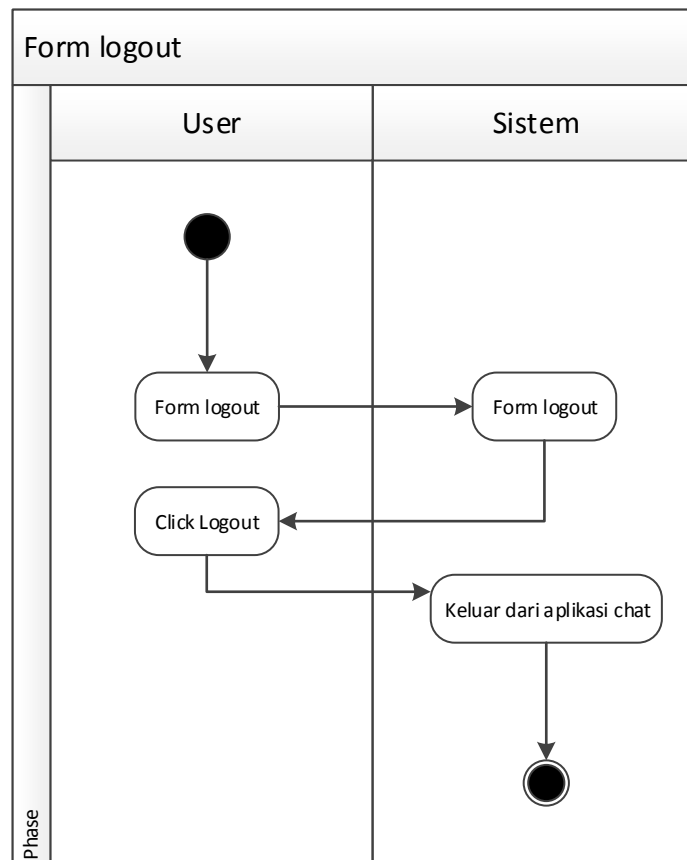 Form logout
User
Sistem
Form logout
Form logout
Click Logout
Keluar dari aplikasi chat
Phase